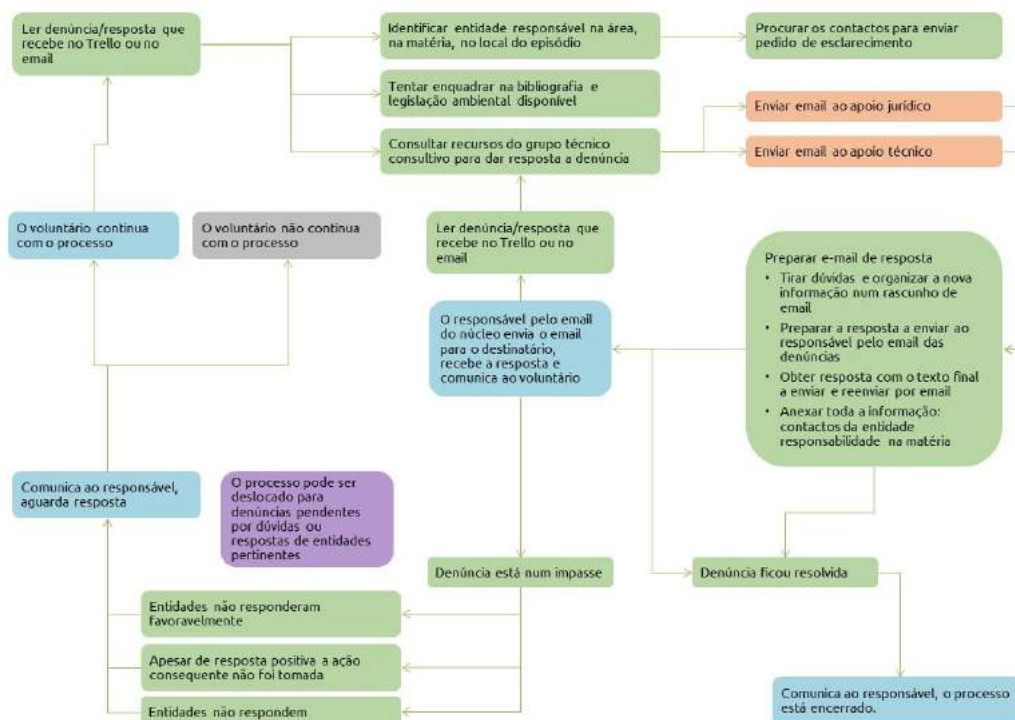 Ler denúncia/resposta que
recebe no Trello ou no
email
Identificar entidade responsável na área,
na matéria, no local do episódio
Procurar os contactos para enviar
pedido de esclarecimento
Tentar enquadrar na bibliografia e
legislação ambiental disponível
Enviar email ao apoio jurídico
Consultar recursos do grupo técnico
consultivo para dar resposta a denúncia
Enviar email ao apoio técnico
O voluntário continua
com o processo
O voluntário não continua
com o processo
Ler denúncia/resposta que
recebe no Trello ou no
email
Preparar e-mail de resposta
• Tirar dúvidas e organizar a nova
informação num rascunho de
email
• Preparar a resposta a enviar ao
responsável pelo email das
denúncias
• Obter resposta com o texto final
a enviar e reenviar por email
• Anexar toda a informação:
contactos da entidade
responsabilidade na matéria
O responsável pelo email
do núcleo envia o email
para o destinatário,
recebe a resposta e
comunica ao voluntário
Comunica ao responsável,
aguarda resposta
O processo pode ser
deslocado para
denúncias pendentes
por dúvidas ou
respostas de entidades
pertinentes
Denúncia está num impasse
Denúncia ficou resolvida
Entidades não responderam
favoravelmente
Apesar de resposta positiva a ação
consequente não foi tomada
Entidades não respondem
Comunica ao responsável, o processo
está encerrado.